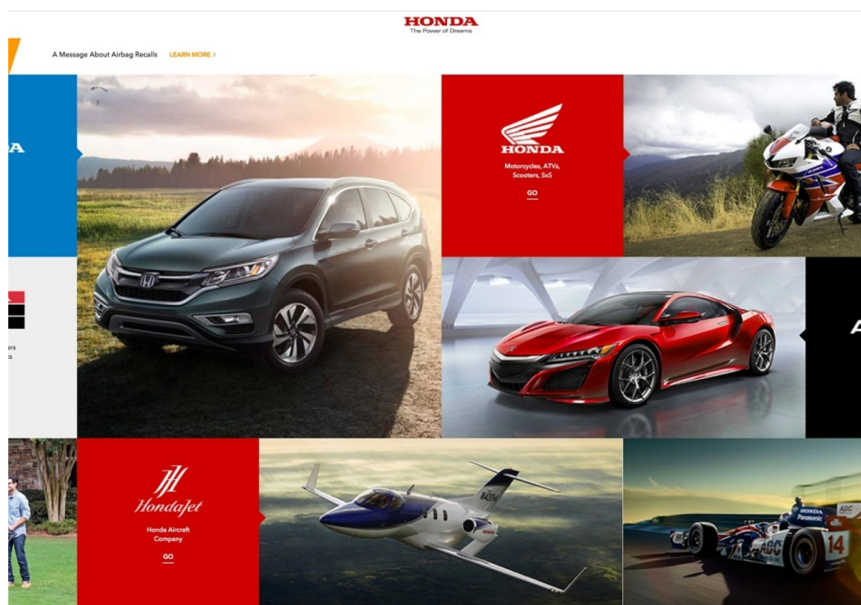 HONDA
The Power of Dreams
A Message About Airbag Recalls LEARN MORE >
HONDA
Motorcycles, ATVs,
Scooters, SxS
GO
HondaJet
Honda Aircraft
Company
GO
HONDA
Panasonic
ABC
ABC
14